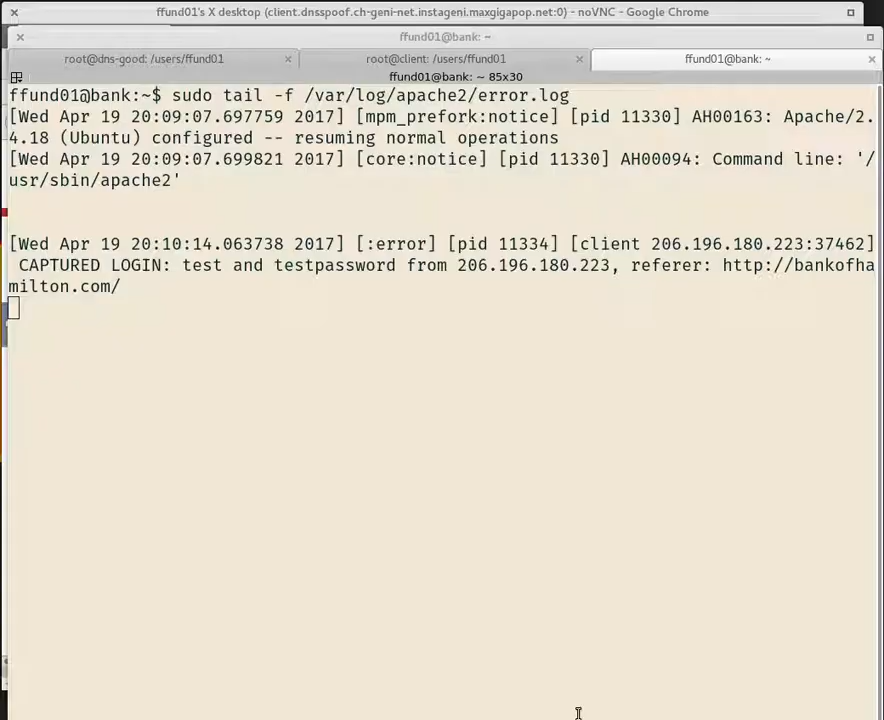 ffund01's X desktop (client.dnsspoof.ch-geni-net.instageni.maxgigapop.net:0) - noVNC - Google Chrome
ffund01@bank: ~
root@dns-good: /users/ffund01
root@client: /users/ffund01
ffund01@bank: ~
ffund01@bank: ~ 85x30
ffund01@bank:~$ sudo tail -f /var/log/apache2/error.log
[Wed Apr 19 20:09:07.697759 2017] [mpm_prefork:notice] [pid 11330] AH00163: Apache/2.
4.18 (Ubuntu) configured -- resuming normal operations
[Wed Apr 19 20:09:07.699821 2017] [core:notice] [pid 11330] AH00094: Command line: '/
usr/sbin/apache2'
[Wed Apr 19 20:10:14.063738 2017] [:error] [pid 11334] [client 206.196.180.223:37462]
CAPTURED LOGIN: test and testpassword from 206.196.180.223, referer: http://bankofha
milton.com/